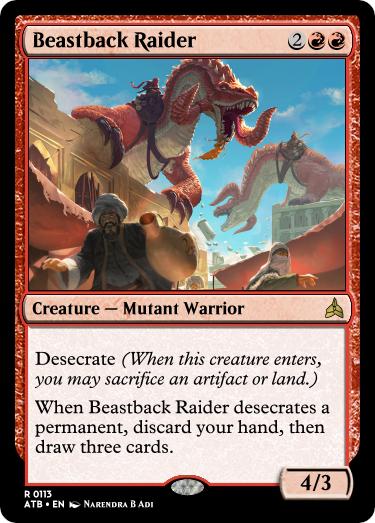 Beastback Raider 2
Creature — Mutant Warrior
Desecrate (When this creature enters,
you may sacrifice an artifact or land.)
When Beastback Raider desecrates a
permanent, discard your hand, then
draw three cards.
4/3
R 0113
ATB • EN Narendra B Adi